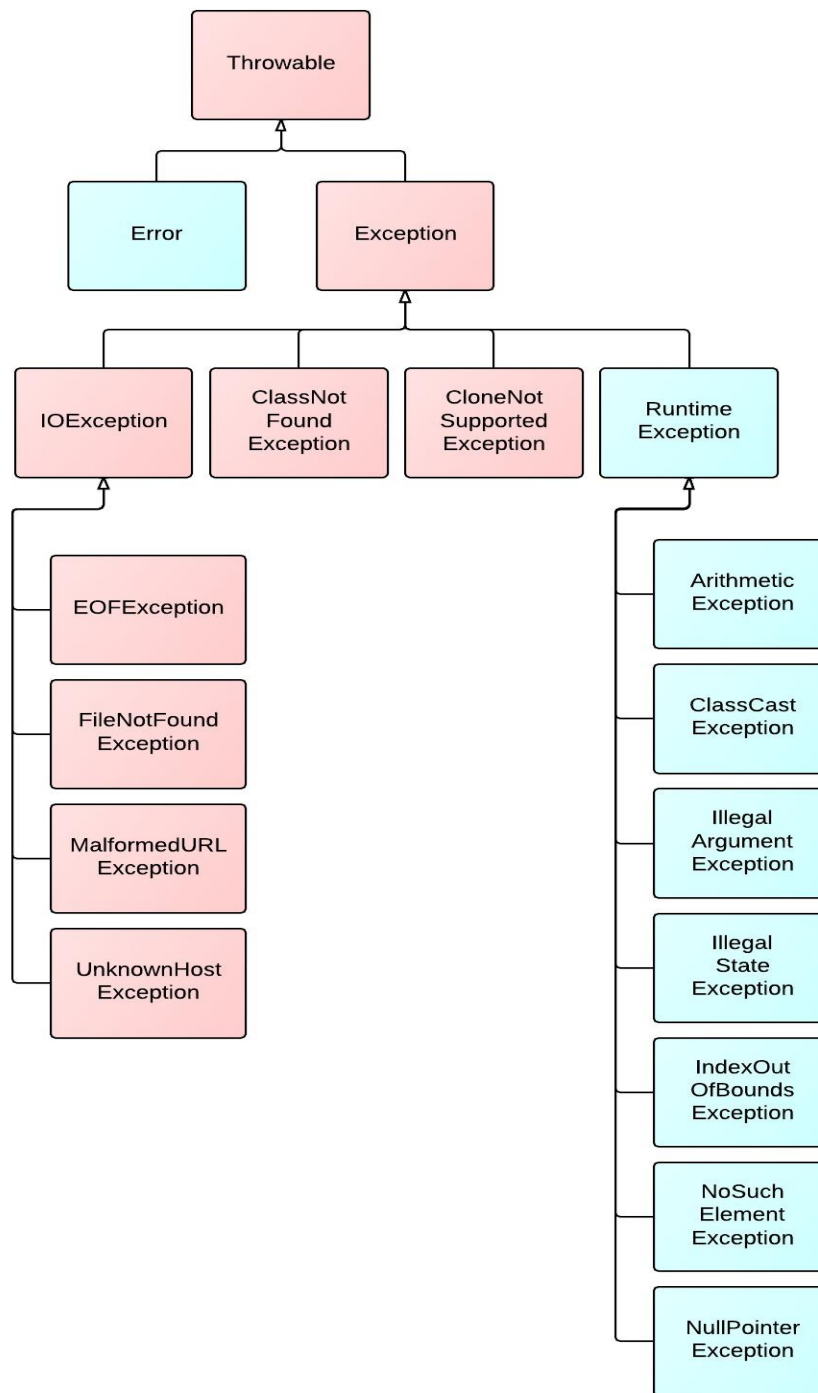 Throwable
Error
Exception
IOException
ClassNot
Found
Exception
CloneNot
Supported
Exception
Runtime
Exception
EOFException
FileNotFound
Exception
MalformedURL
Exception
UnknownHost
Exception
Arithmetic
Exception
ClassCast
Exception
Illegal
Argument
Exception
Illegal
State
Exception
IndexOut
OfBounds
Exception
NoSuch
Element
Exception
NullPointer
Exception